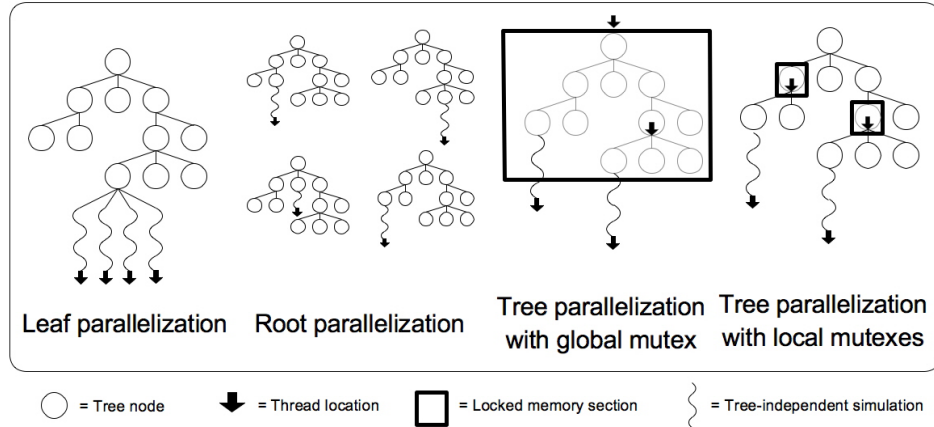 Leaf parallelization
Root parallelization
Tree parallelization
with global mutex
Tree parallelization
with local mutexes
= Tree node
= Thread location
= Locked memory section
= Tree-independent simulation